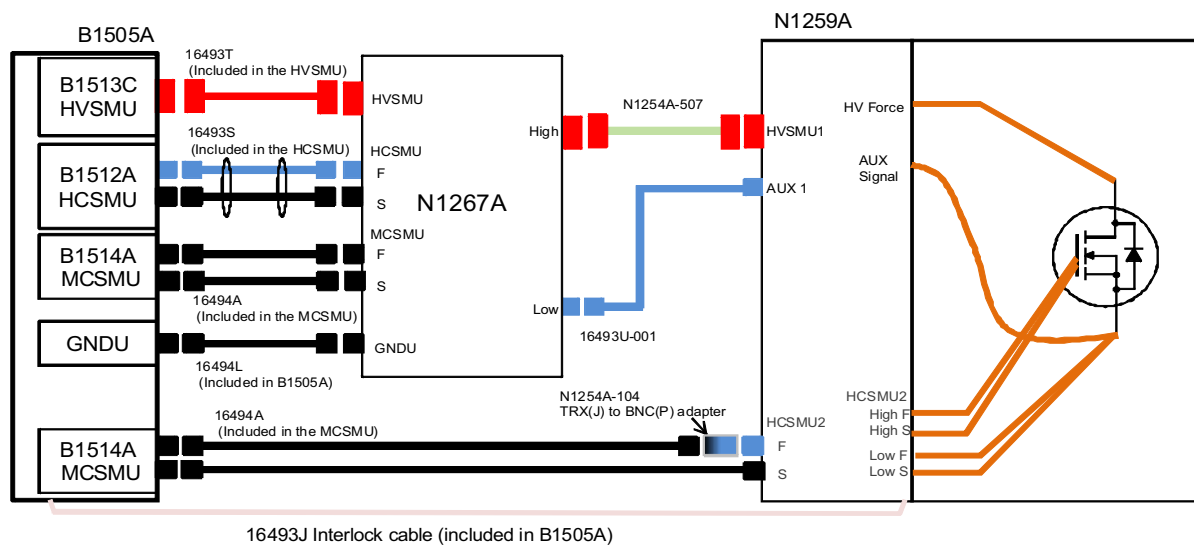 N1259A
B1505A
16493T
(Included in the HVSMU)
B1513C
HVSMU
HVSMU
N1254A-507
HV Force
High
HVSMU1
16493S
(Included in the HCSMU)
HCSMU
F
AUX
Signal
B1512A
HCSMU
S
N1267A
AUX 1
MCSMU
F
B1514A
MCSMU
S
16494A
(Included in the MCSMU)
Low
16493U-001
GNDU
GNDU
16494L
(Included in B1505A)
N1254A-104
TRX(J) to BNC(P) adapter
HCSMU2
High F
High S
Low F
Low S
16494A
(Included in the MCSMU)
HCSMU2
F
S
B1514A
MCSMU
16493J Interlock cable (included in B1505A)